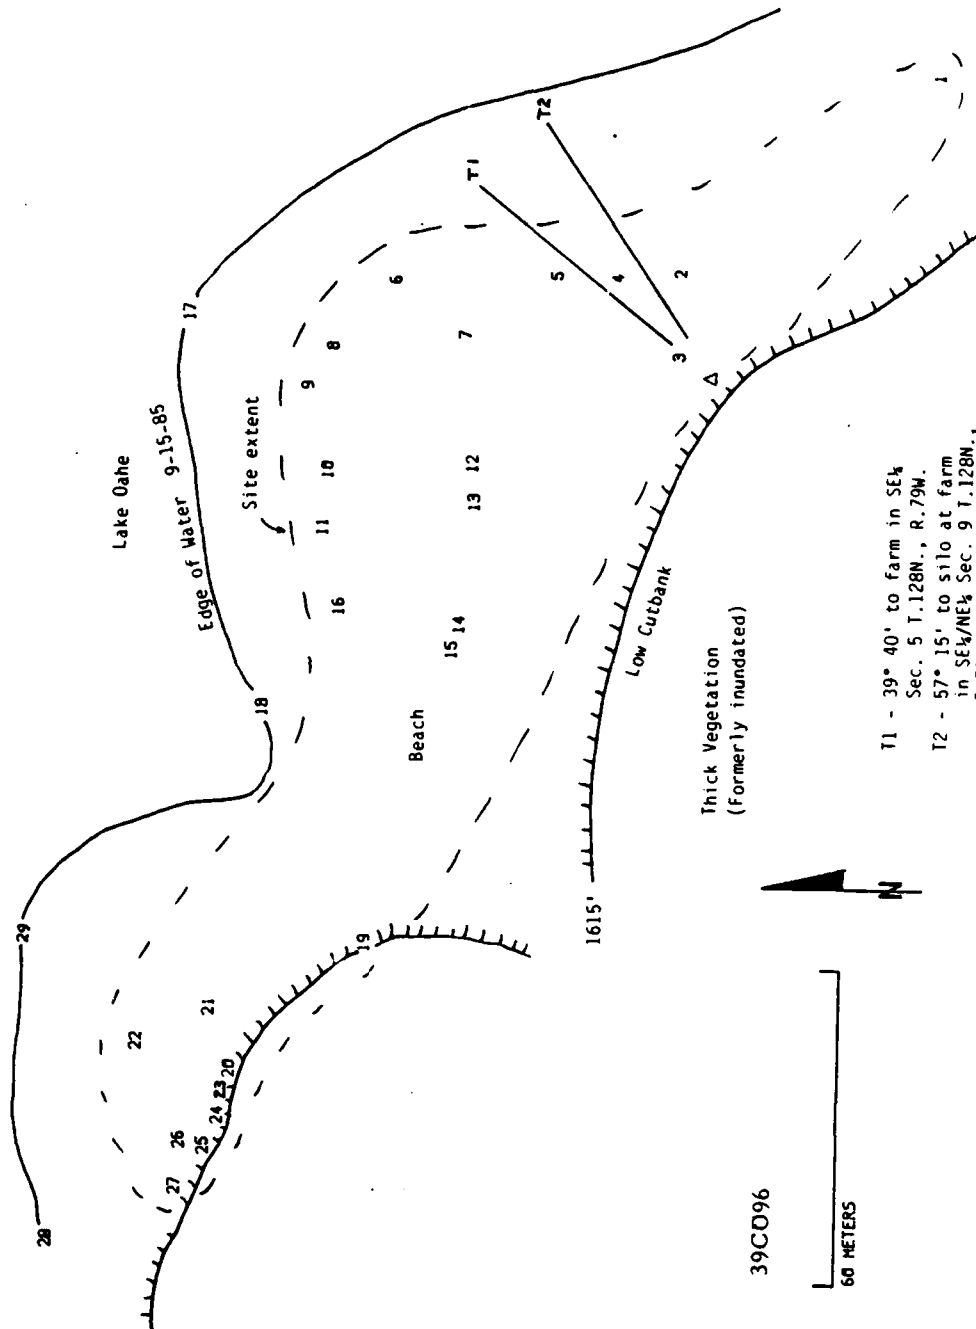 Lake Oahe
Edge of Water 9-15-85
Site extent
Beach
Low Cutbank
Thick Vegetation
(Formerly inundated)
1615'
T1
T2
1
2
3
4
5
6
7
8
9
10
11
12
13
14
15
16
17
18
19
20
21
22
23
24
25
26
27
28
29
N
T1 - 39° 40' to farm in SE¼
Sec. 5 T.128N., R.79W.
T2 - 57° 15' to silo at farm
in SE¼/NE¼ Sec. 9 T.128N.,
39CO96
60 METERS